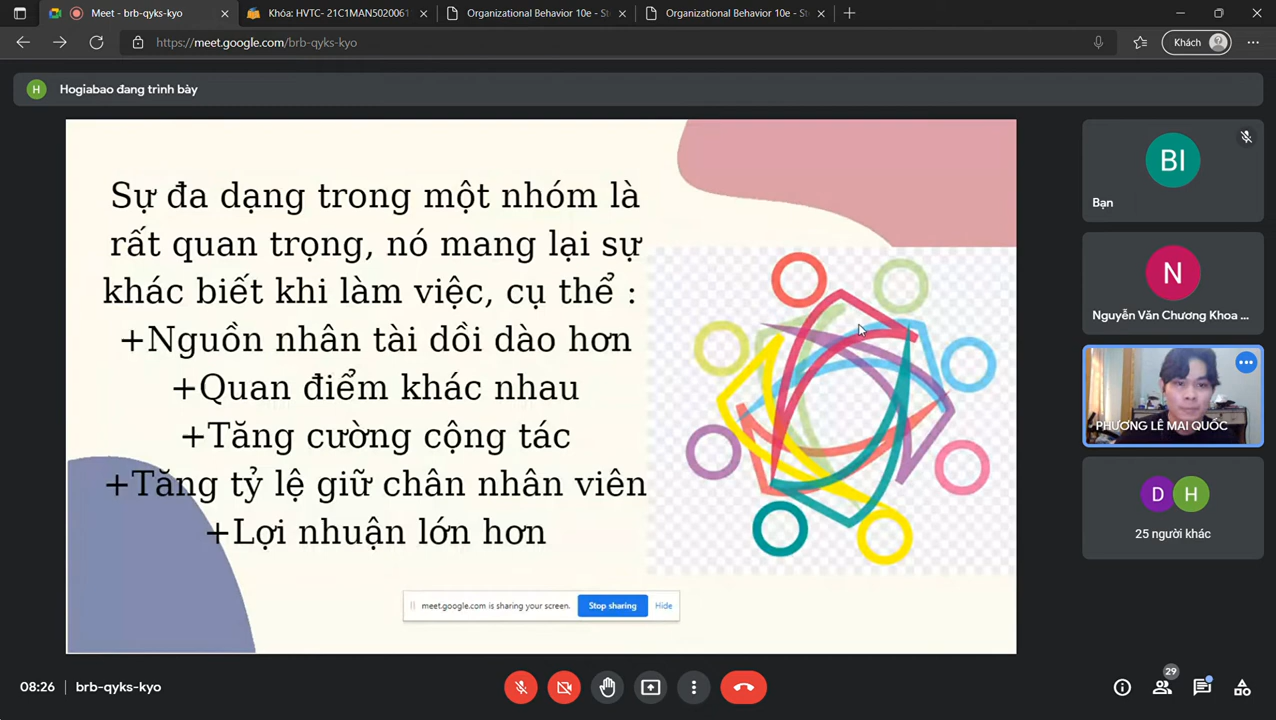 Meet - brb-qyks-kyo
Khóa: HVTC- 21C1MAN5020061
Organizational Behavior 10e - St
Organizational Behavior 10e - St
https://meet.google.com/brb-qyks-kyo
Khách
H
Hogiabao đang trình bày
Sự đa dạng trong một nhóm là
rất quan trọng, nó mang lại sự
khác biết khi làm việc, cụ thể :
+Nguồn nhân tài dồi dào hơn
+Quan điểm khác nhau
+Tăng cường cộng tác
+Tăng tỷ lệ giữ chân nhân viên
+Lợi nhuận lớn hơn
meet.google.com is sharing your screen.
Stop sharing
Hide
BI
Bạn
N
Nguyễn Văn Chương Khoa ...
PHƯƠNG LÊ MAI QUỐC
D
H
25 người khác
08:26
brb-qyks-kyo
29